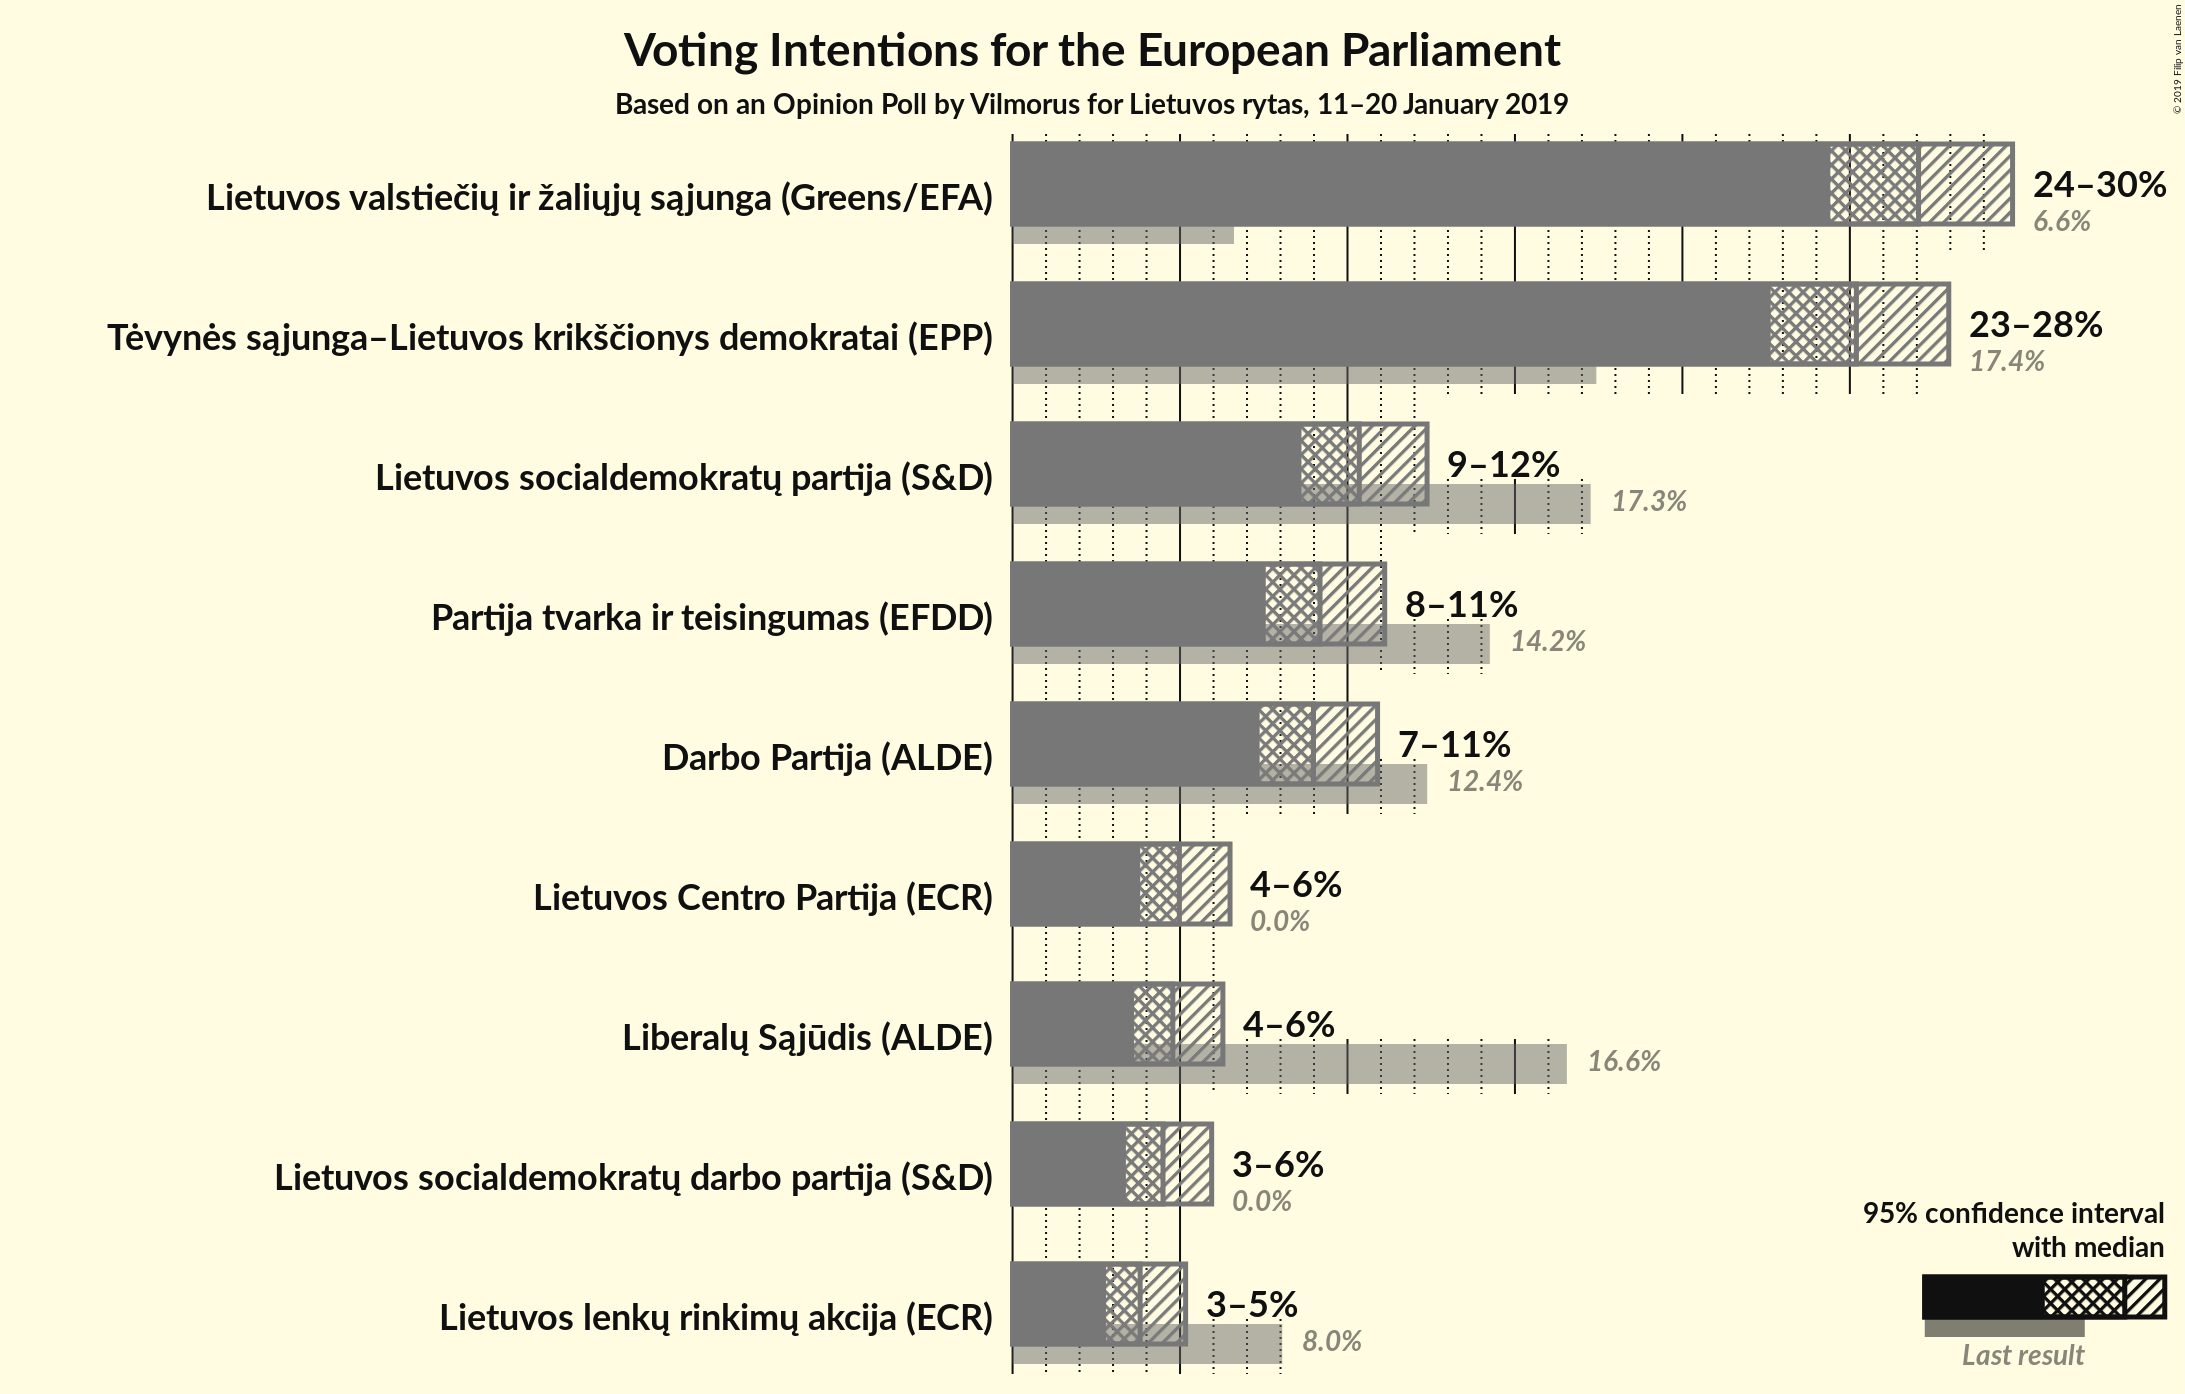 Voting Intentions for the European Parliament
Based on an Opinion Poll by Vilmorus for Lietuvos rytas, 11–20 January 2019
© 2019 Filip van Laenen
Lietuvos valstiečių ir žaliųjų sąjunga (Greens/EFA)
24–30%
6.6%
Tėvynės sąjunga–Lietuvos krikščionys demokratai (EPP)
23–28%
17.4%
Lietuvos socialdemokratų partija (S&D)
9–12%
17.3%
Partija tvarka ir teisingumas (EFDD)
8–11%
14.2%
Darbo Partija (ALDE)
7–11%
12.4%
Lietuvos Centro Partija (ECR)
4–6%
0.0%
Liberalų Sąjūdis (ALDE)
4–6%
16.6%
Lietuvos socialdemokratų darbo partija (S&D)
3–6%
0.0%
Lietuvos lenkų rinkimų akcija (ECR)
3–5%
8.0%
95% confidence interval
with median
Last result